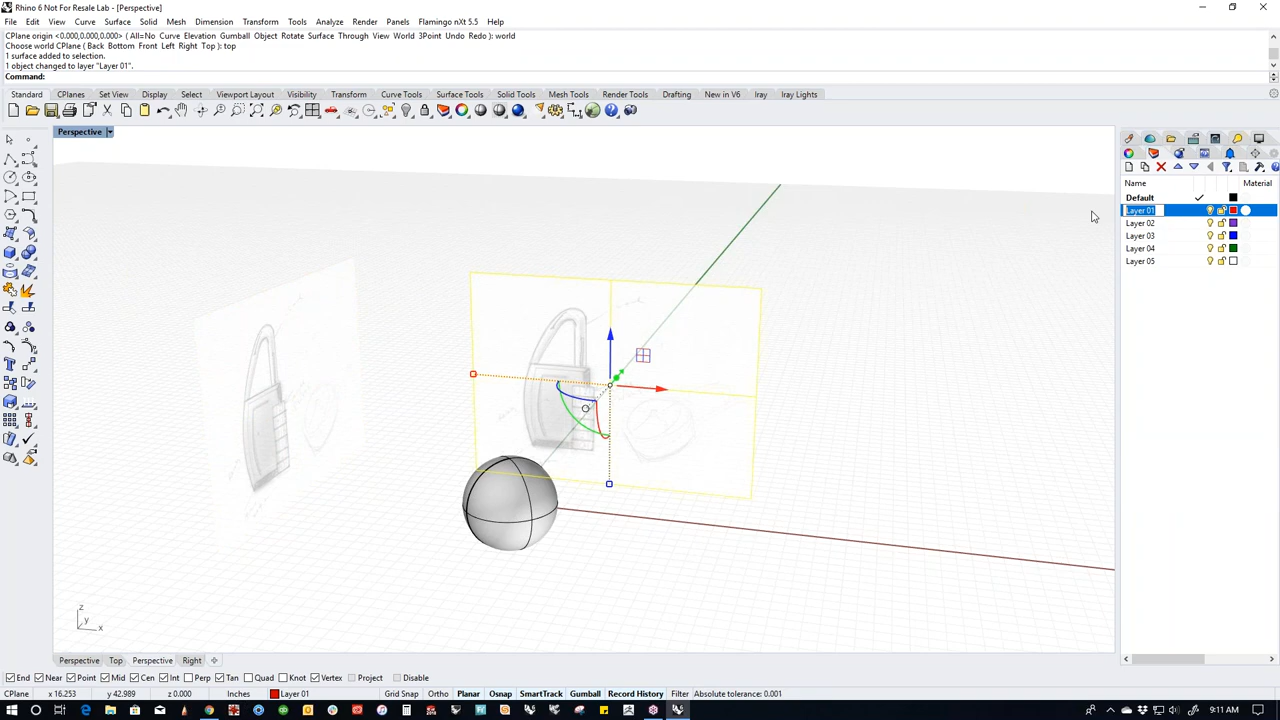 Rhino 6 Not For Resale Lab - [Perspective]
File Edit View Curve Surface Solid Mesh Dimension Transform Tools Analyze Render Panels Flamingo nXt 5.5 Help
CPlane origin <0.000,0.000,0.000> ( All=No Curve Elevation Gumball Object Rotate Surface Through View World 3Point Undo Redo ): world
Choose world CPlane ( Back Bottom Front Left Right Top ): top
1 surface added to selection.
1 object changed to layer "Layer 01".
Command:
Standard CPlanes Set View Display Select Viewport Layout Visibility Transform Curve Tools Surface Tools Solid Tools Mesh Tools Render Tools Drafting New in V6 Iray Iray Lights
Perspective
Name Material
Default
Layer 01
Layer 02
Layer 03
Layer 04
Layer 05
z
y
x
Perspective Top Perspective Right
End Near Point Mid Cen Int Perp Tan Quad Knot Vertex Project Disable
CPlane x 16.253 y 42.989 z 0.000 Inches Layer 01 Grid Snap Ortho Planar Osnap SmartTrack Gumball Record History Filter Absolute tolerance: 0.001
9:11 AM